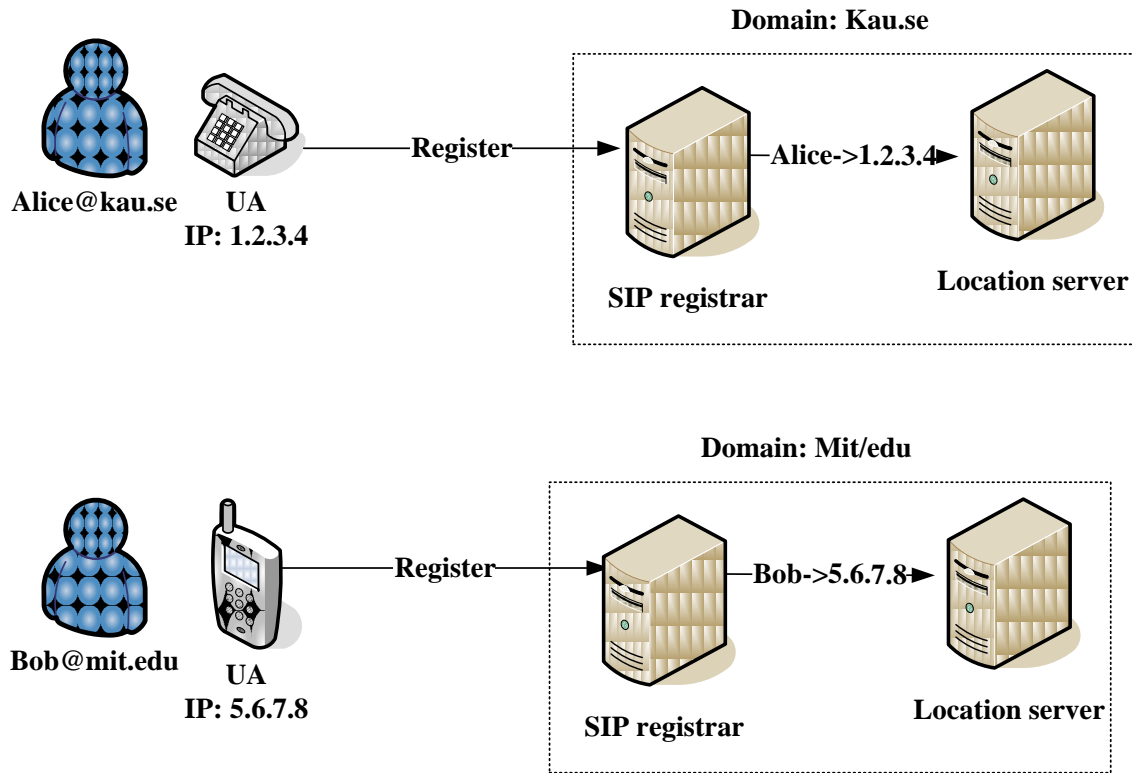 Domain: Kau.se
Register
Alice->1.2.3.4
Alice@kau.se
UA
IP: 1.2.3.4
SIP registrar
Location server
Domain: Mit/edu
Register
Bob->5.6.7.8
Bob@mit.edu
UA
IP: 5.6.7.8
SIP registrar
Location server